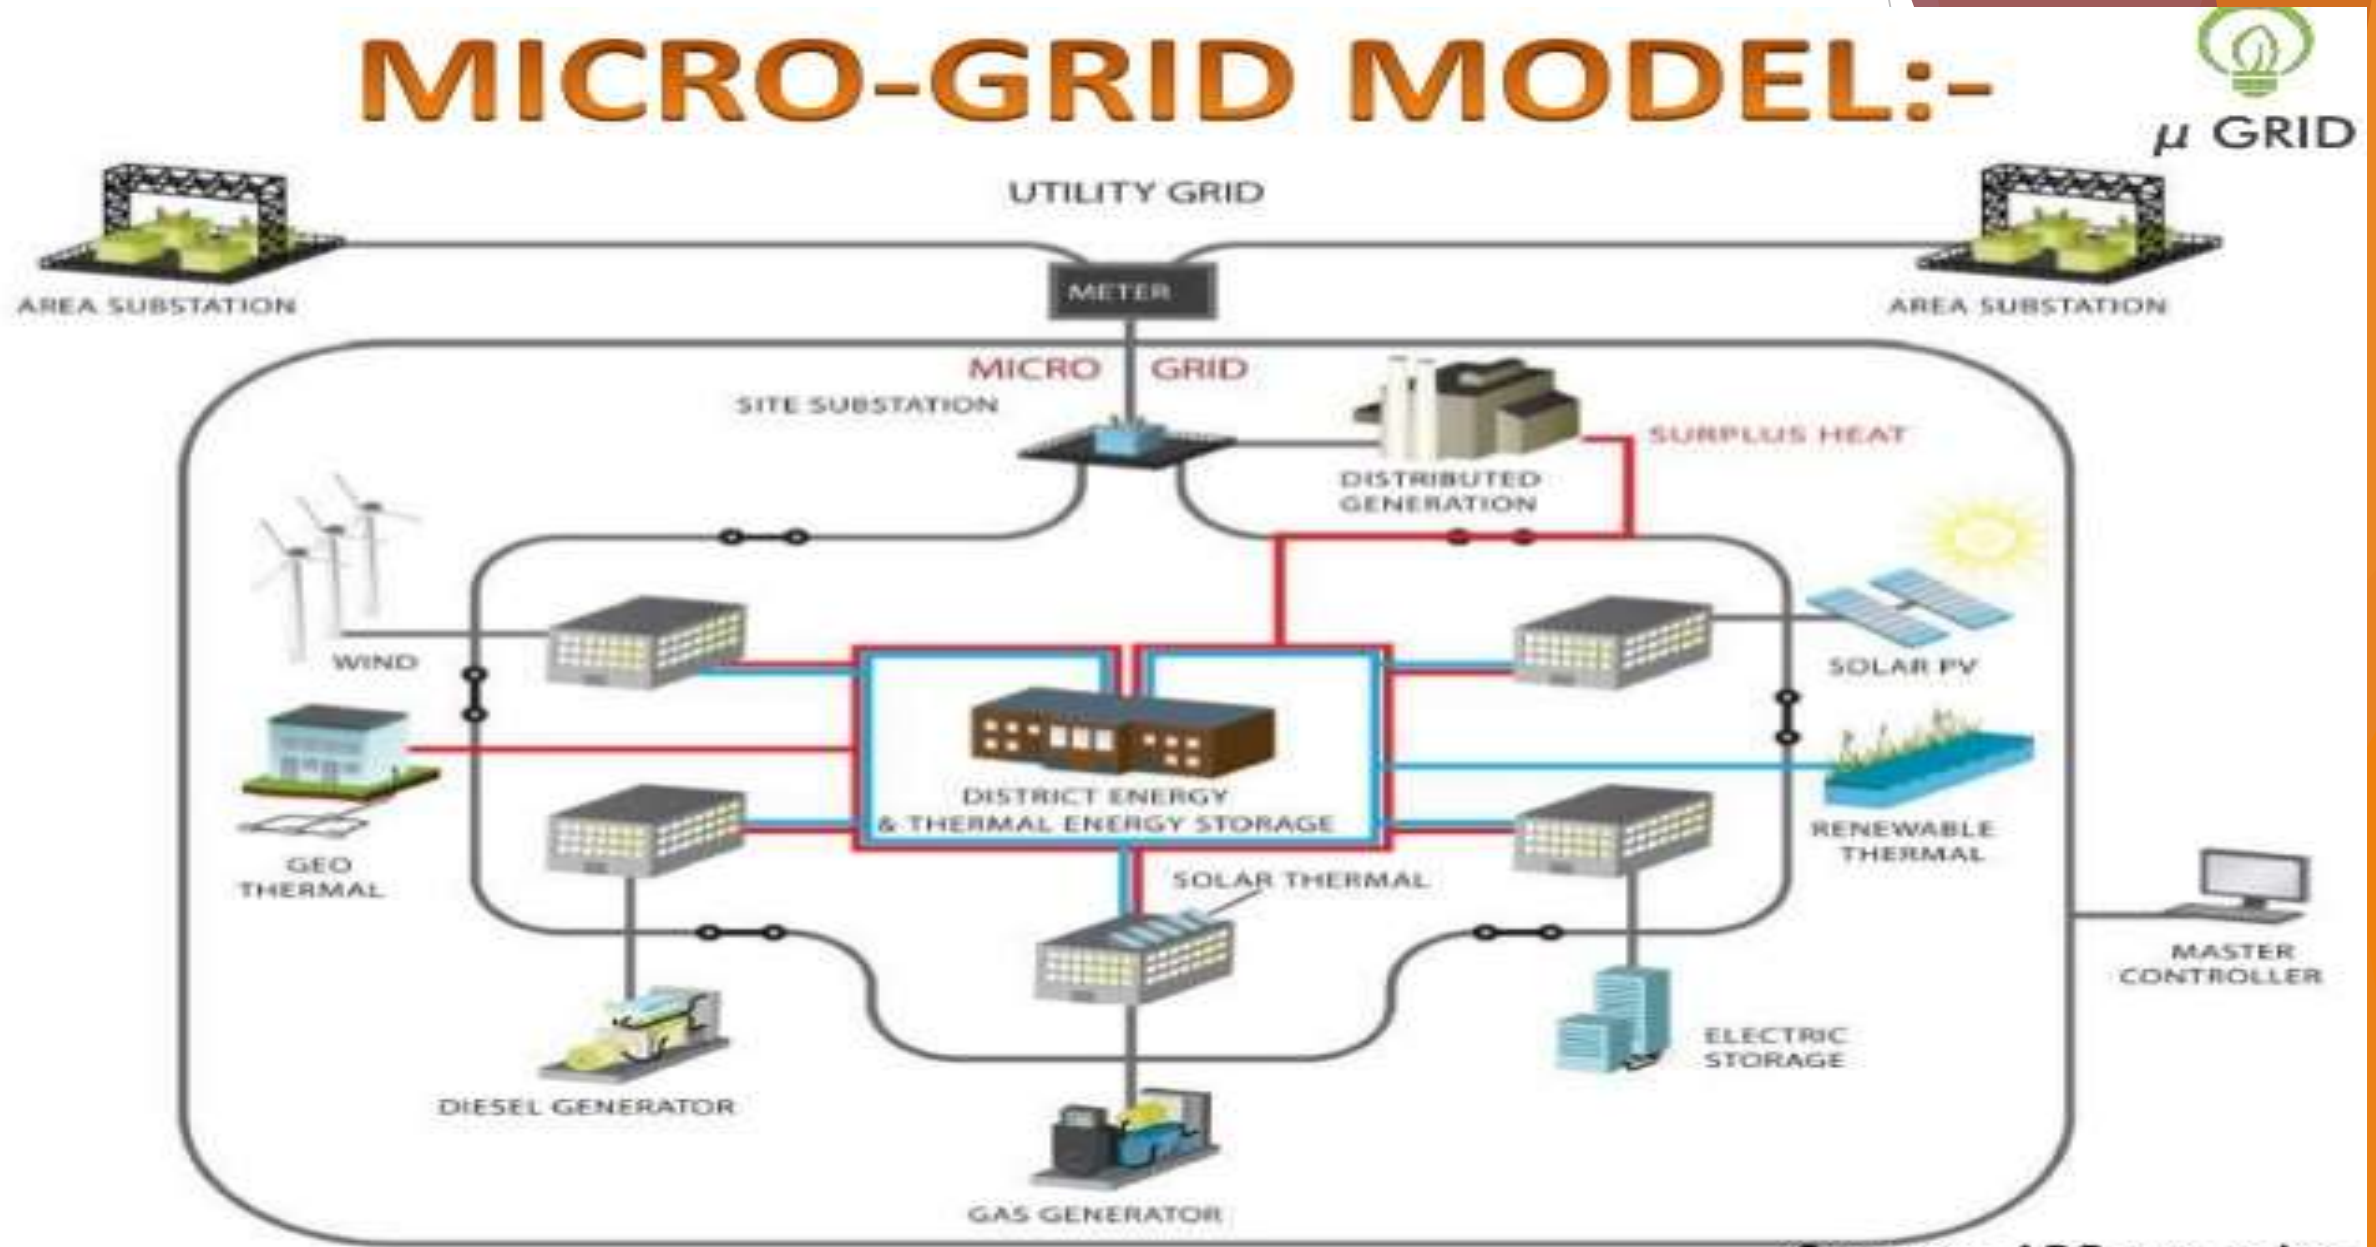 MICRO-GRID MODEL:-
µ GRID
UTILITY GRID
METER
AREA SUBSTATION
AREA SUBSTATION
MICRO GRID
SITE SUBSTATION
SURPLUS HEAT
DISTRIBUTED
GENERATION
WIND
SOLAR PV
DISTRICT ENERGY
& THERMAL ENERGY STORAGE
RENEWABLE
THERMAL
GEO
THERMAL
SOLAR THERMAL
MASTER
CONTROLLER
ELECTRIC
STORAGE
DIESEL GENERATOR
GAS GENERATOR